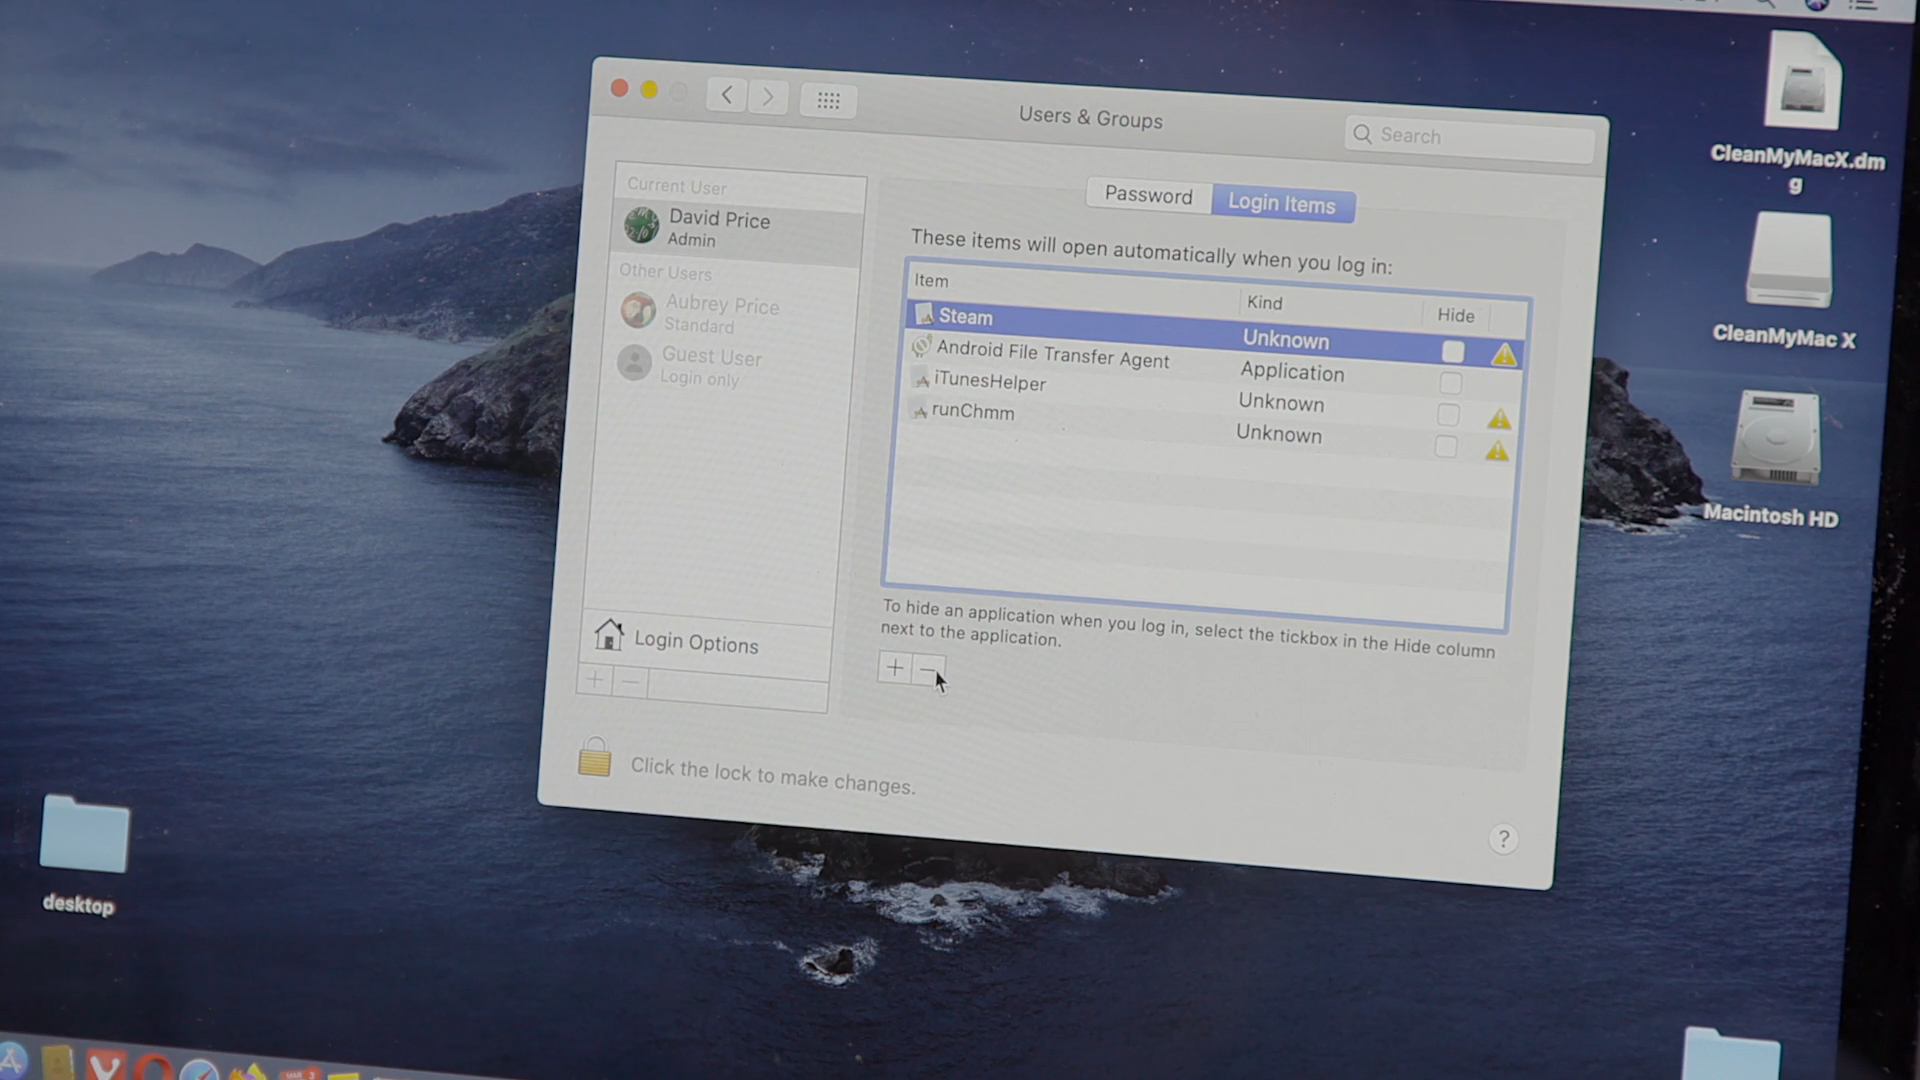 Users & Groups
Search
Current User
David Price
Admin
Other Users
Aubrey Price
Standard
Guest User
Login only
Login Options
Password
Login Items
These items will open automatically when you log in:
Item
Kind
Hide
Steam
Unknown
Android File Transfer Agent
Application
iTunesHelper
Unknown
runChmm
Unknown
To hide an application when you log in, select the tickbox in the Hide column
next to the application.
Click the lock to make changes.
?
CleanMyMacX.dm
g
CleanMyMac X
Macintosh HD
desktop